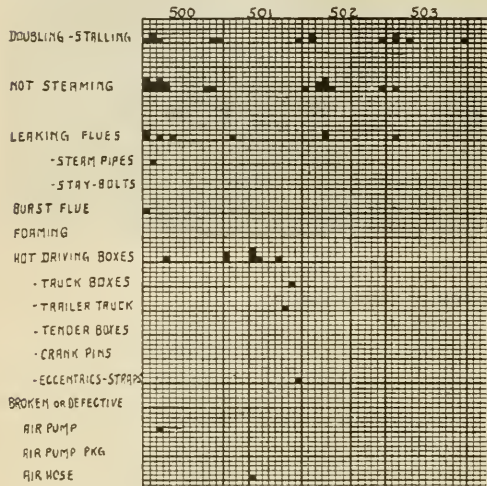 500 501 502 503
DOUBLING-STALLING
NOT STEAMING
LEAKING FLUES
-STEAM PIPES
-STAY-BOLTS
BURST FLUE
FOAMING
HOT DRIVING BOXES
-TRUCK BOXES
-TRAILER TRUCK
-TENDER BOXES
-CRANK PINS
-ECCENTRICS-STRAPS
BROKEN OR DEFECTIVE
AIR PUMP
AIR PUMP PKG
AIR HOSE